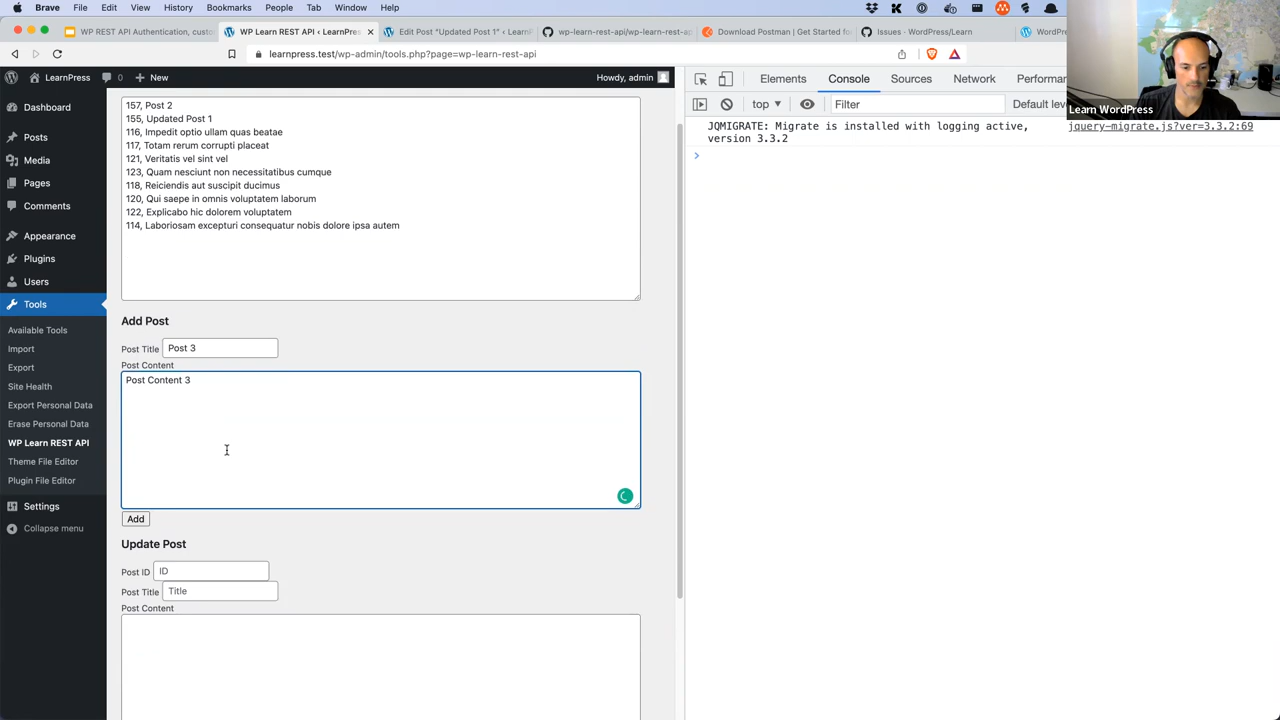 Brave File Edit View History Bookmarks People Tab Window Help
WP REST API Authentication, custo
WP Learn REST API ‹ LearnPres
Edit Post "Updated Post 1" ‹ LearnP
wp-learn-rest-api/wp-learn-rest-ap
Download Postman | Get Started fo
Issues · WordPress/Learn
WordPr
learnpress.test/wp-admin/tools.php?page=wp-learn-rest-api
LearnPress 0 New Howdy, admin
Dashboard
Posts
Media
Pages
Comments
Appearance
Plugins
Users
Tools
Available Tools
Import
Export
Site Health
Export Personal Data
Erase Personal Data
WP Learn REST API
Theme File Editor
Plugin File Editor
Settings
Collapse menu
157, Post 2
155, Updated Post 1
116, Impedit optio ullam quas beatae
117, Totam rerum corrupti placeat
121, Veritatis vel sint vel
123, Quam nesciunt non necessitatibus cumque
118, Reiciendis aut suscipit ducimus
120, Qui saepe in omnis voluptatem laborum
122, Explicabo hic dolorem voluptatem
114, Laboriosam excepturi consequatur nobis dolore ipsa autem
Add Post
Post Title Post 3
Post Content
Post Content 3
Add
Update Post
Post ID ID
Post Title Title
Post Content
Elements Console Sources Network Performa
top Filter Default leve
JQMIGRATE: Migrate is installed with logging active,
version 3.3.2
jquery-migrate.js?ver=3.3.2:69
Learn WordPress